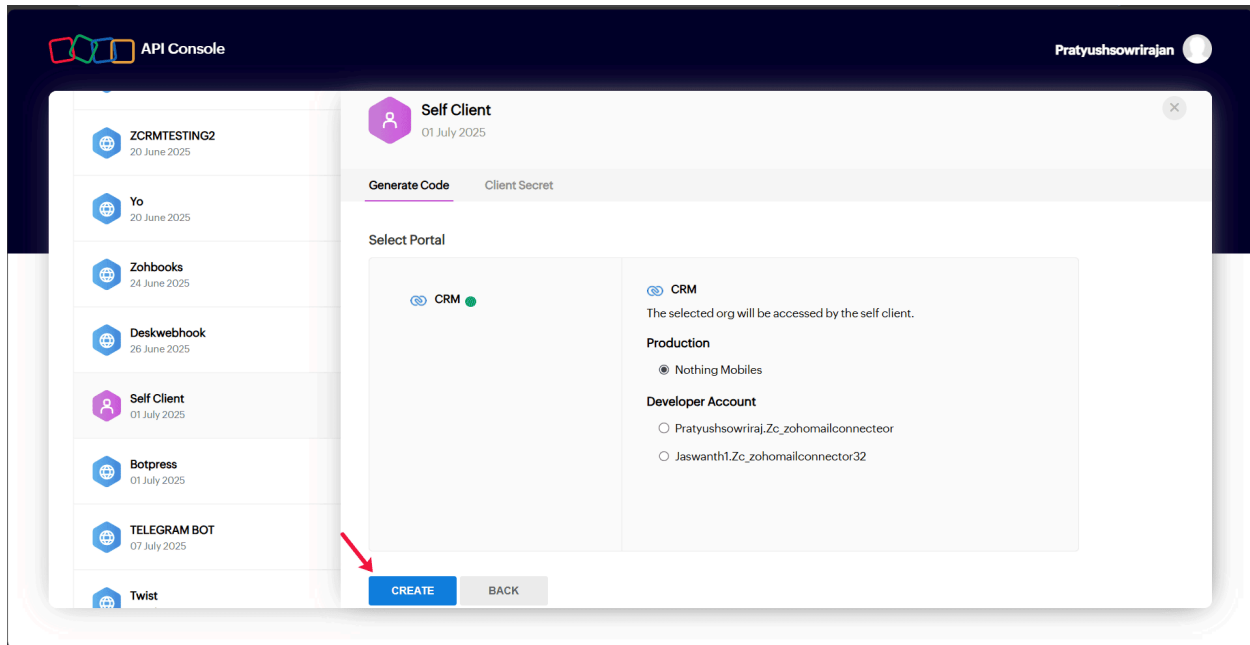 API Console
Pratyushsowrirajan
ZCRMTESTING2
20 June 2025
Yo
20 June 2025
Zohbooks
24 June 2025
Deskwebhook
26 June 2025
Self Client
01 July 2025
Botpress
01 July 2025
TELEGRAM BOT
07 July 2025
Twist
Self Client
01 July 2025
Generate Code Client Secret
Select Portal
CRM
CRM
The selected org will be accessed by the self client.
Production
Nothing Mobiles
Developer Account
Pratyushsowriraj.Zc_zohomailconnecteor
Jaswanth1.Zc_zohomailconnector32
CREATE BACK